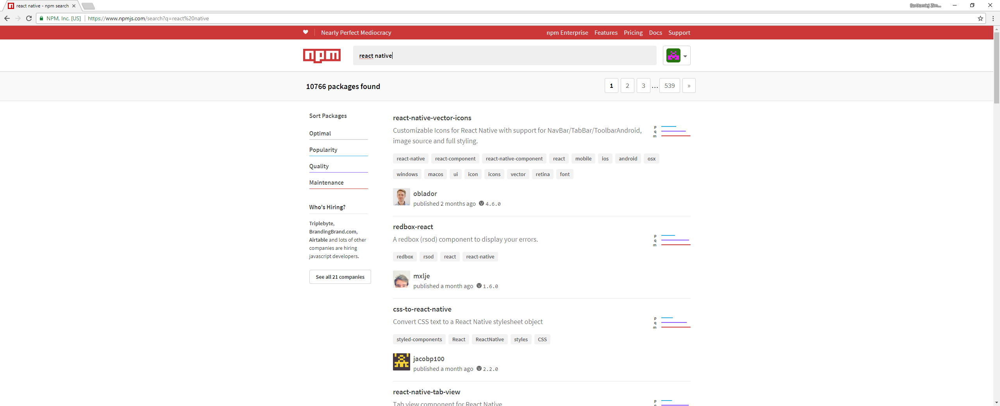 react native - npm search
Bartłomiej Zim...
NPM, Inc. [US]
https://www.npmjs.com/search?q=react%20native
Nearly Perfect Mediocracy
npm Enterprise Features Pricing Docs Support
npm
react native
10766 packages found
1 2 3 ... 539 »
Sort Packages
Optimal
Popularity
Quality
Maintenance
Who's Hiring?
Triplebyte,
BrandingBrand.com,
Airtable and lots of other
companies are hiring
javascript developers.
See all 21 companies
react-native-vector-icons
Customizable Icons for React Native with support for NavBar/TabBar/ToolbarAndroid,
image source and full styling.
p
q
m
react-native react-component react-native-component react mobile ios android osx
windows macos ui icon icons vector retina font
oblador
published 2 months ago V 4.6.0
redbox-react
A redbox (rsod) component to display your errors.
p
q
m
redbox rsod react react-native
mxlje
published a month ago V 1.6.0
css-to-react-native
Convert CSS text to a React Native stylesheet object
p
q
m
styled-components React ReactNative styles CSS
jacobp100
published a month ago V 2.2.0
react-native-tab-view
Tab view component for React Native
p
q